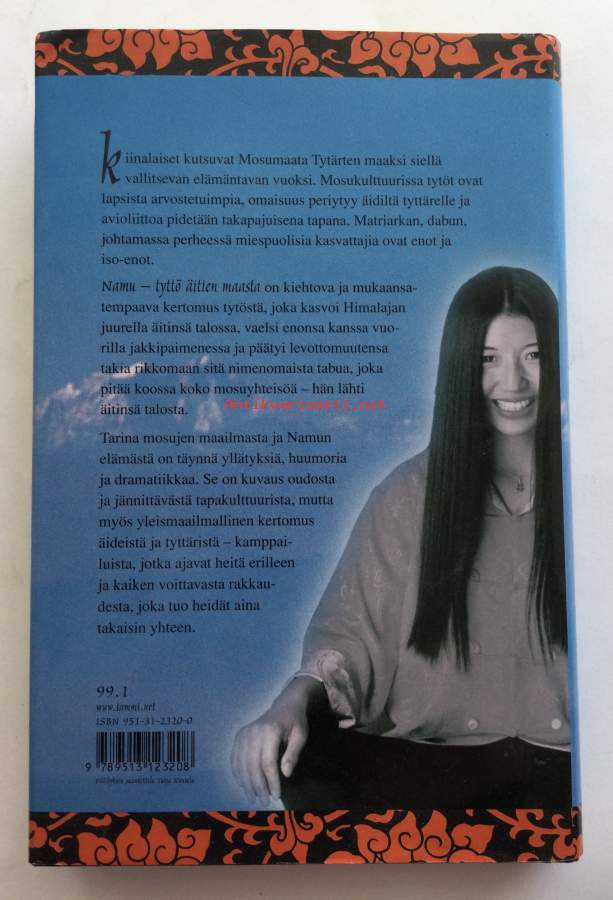 kiinalaiset kutsuvat Mosumaata Tytärten maaksi siellä
vallitsevan elämäntavan vuoksi. Mosukulttuurissa tytöt ovat
lapsista arvostetuimpia, omaisuus periytyy äidiltä tyttärelle ja
avioliittoa pidetään takapajuisena tapana. Matriarkan, dabun,
johtamassa perheessä miespuolisia kasvattajia ovat enot ja
iso-enot.
Namu – tyttö äitien maasta on kiehtova ja mukaansa-
tempaava kertomus tytöstä, joka kasvoi Himalajan
juurella äitinsä talossa, vaelsi enonsa kanssa vuo-
rilla jakkipaimenessa ja päätyi levottomuutensa
takia rikkomaan sitä nimenomaista tabua, joka
pitää koossa koko mosuyhteisöä – hän lähti
äitinsä talosta.
Antikvariaatti.net
Tarina mosujen maailmasta ja Namun
elämästä on täynnä yllätyksiä, huumoria
ja dramatiikkaa. Se on kuvaus oudosta
ja jännittävästä tapakulttuurista, mutta
myös yleismaailmallinen kertomus
äideistä ja tyttäristä – kamppai-
luista, jotka ajavat heitä erilleen
ja kaiken voittavasta rakkau-
desta, joka tuo heidät aina
takaisin yhteen.
99.1
www.tammi.net
ISBN 951-31-2320-0
9 789513 123208
Päällyksen suunnittelu